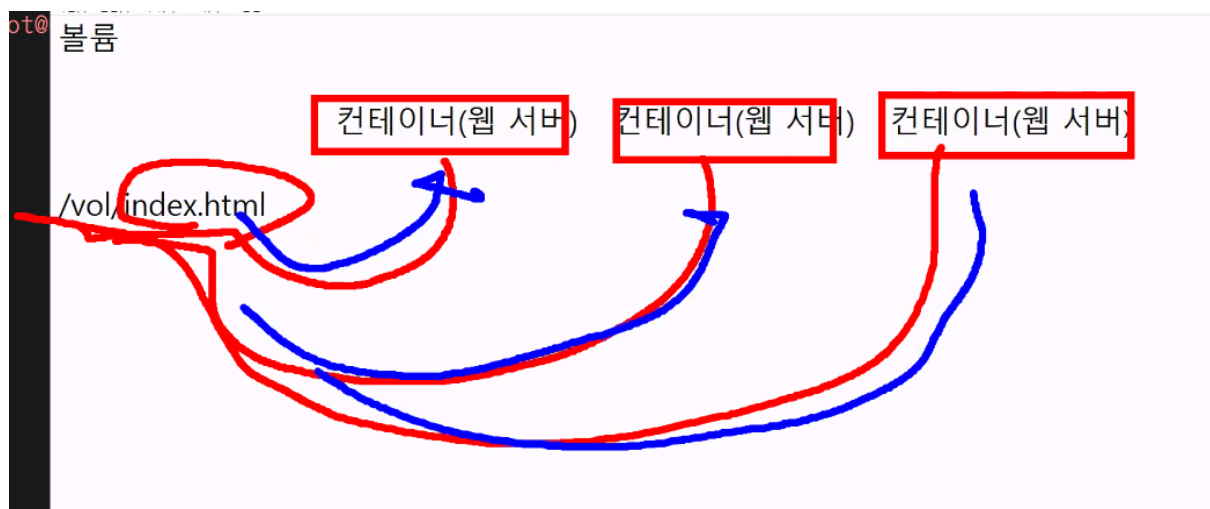 ot@
볼륨
컨테이너(웹 서버) 컨테이너(웹 서버) 컨테이너(웹 서버)
/vol/index.html